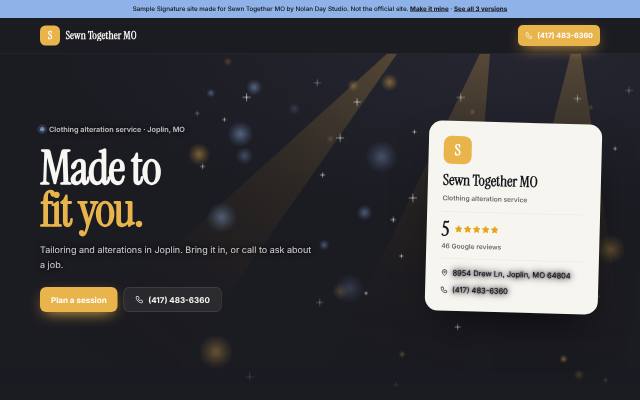 Sample Signature site made for Sewn Together MO by Nolan Day Studio. Not the official site. Make it mine · See all 3 versions
S Sewn Together MO
(417) 483-6360
Clothing alteration service · Joplin, MO
Made to
fit you.
Tailoring and alterations in Joplin. Bring it in, or call to ask about
a job.
Plan a session
(417) 483-6360
S
Sewn Together MO
Clothing alteration service
5
46 Google reviews
8954 Drew Ln, Joplin, MO 64804
(417) 483-6360